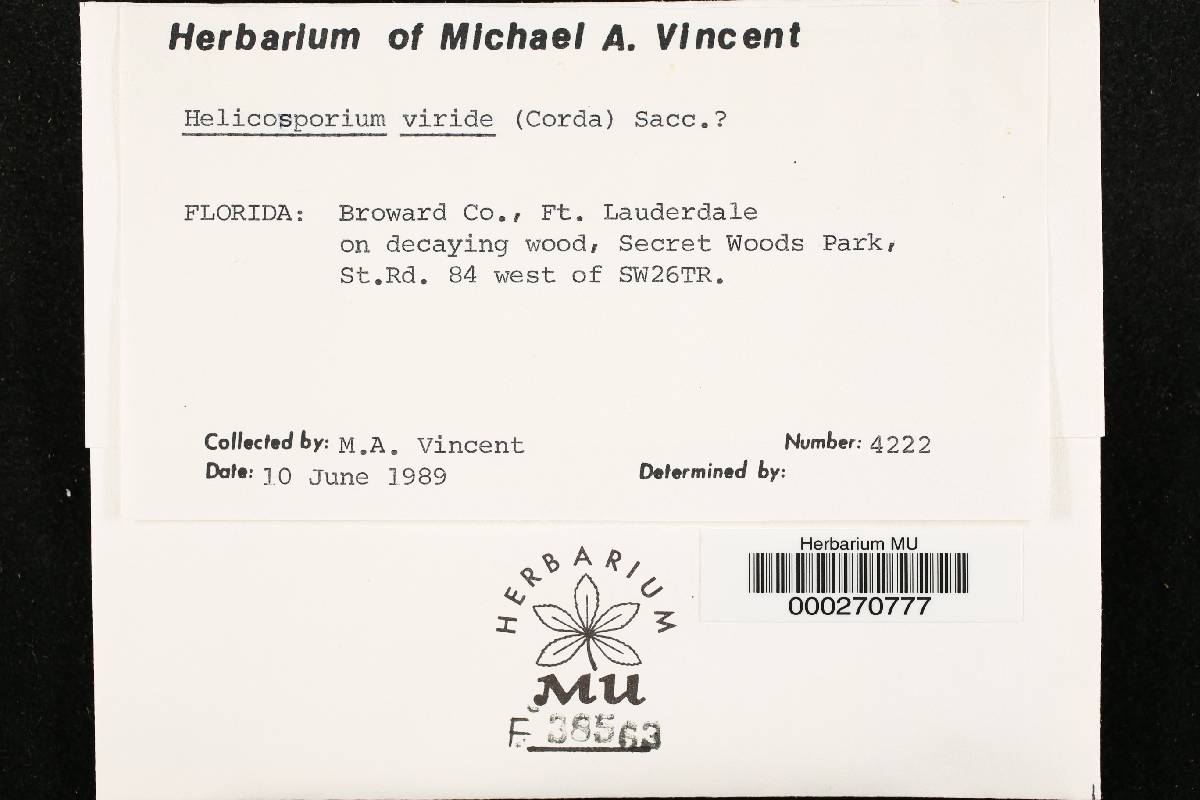 Herbarium of Michael A. Vincent
Helicosporium viride (Corda) Sacc.?
FLORIDA: Broward Co., Ft. Lauderdale
on decaying wood, Secret Woods Park,
St.Rd. 84 west of SW26TR.
Collected by: M.A. Vincent Number: 4222
Date: 10 June 1989 Determined by:
Herbarium MU
000270777
HERBARIUM
MU
F 38563